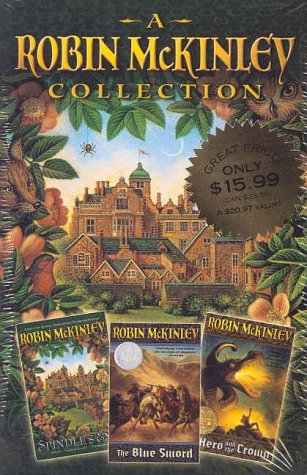 A
ROBIN McKINLEY
COLLECTION
GREAT PRICE!
ONLY
$15.99
A $20.97 VALUE!
ROBIN McKINLEY
SPINDLE'S
ROBIN McKINLEY
The Blue Sword
ROBIN McKINLEY
Hero and the Crown